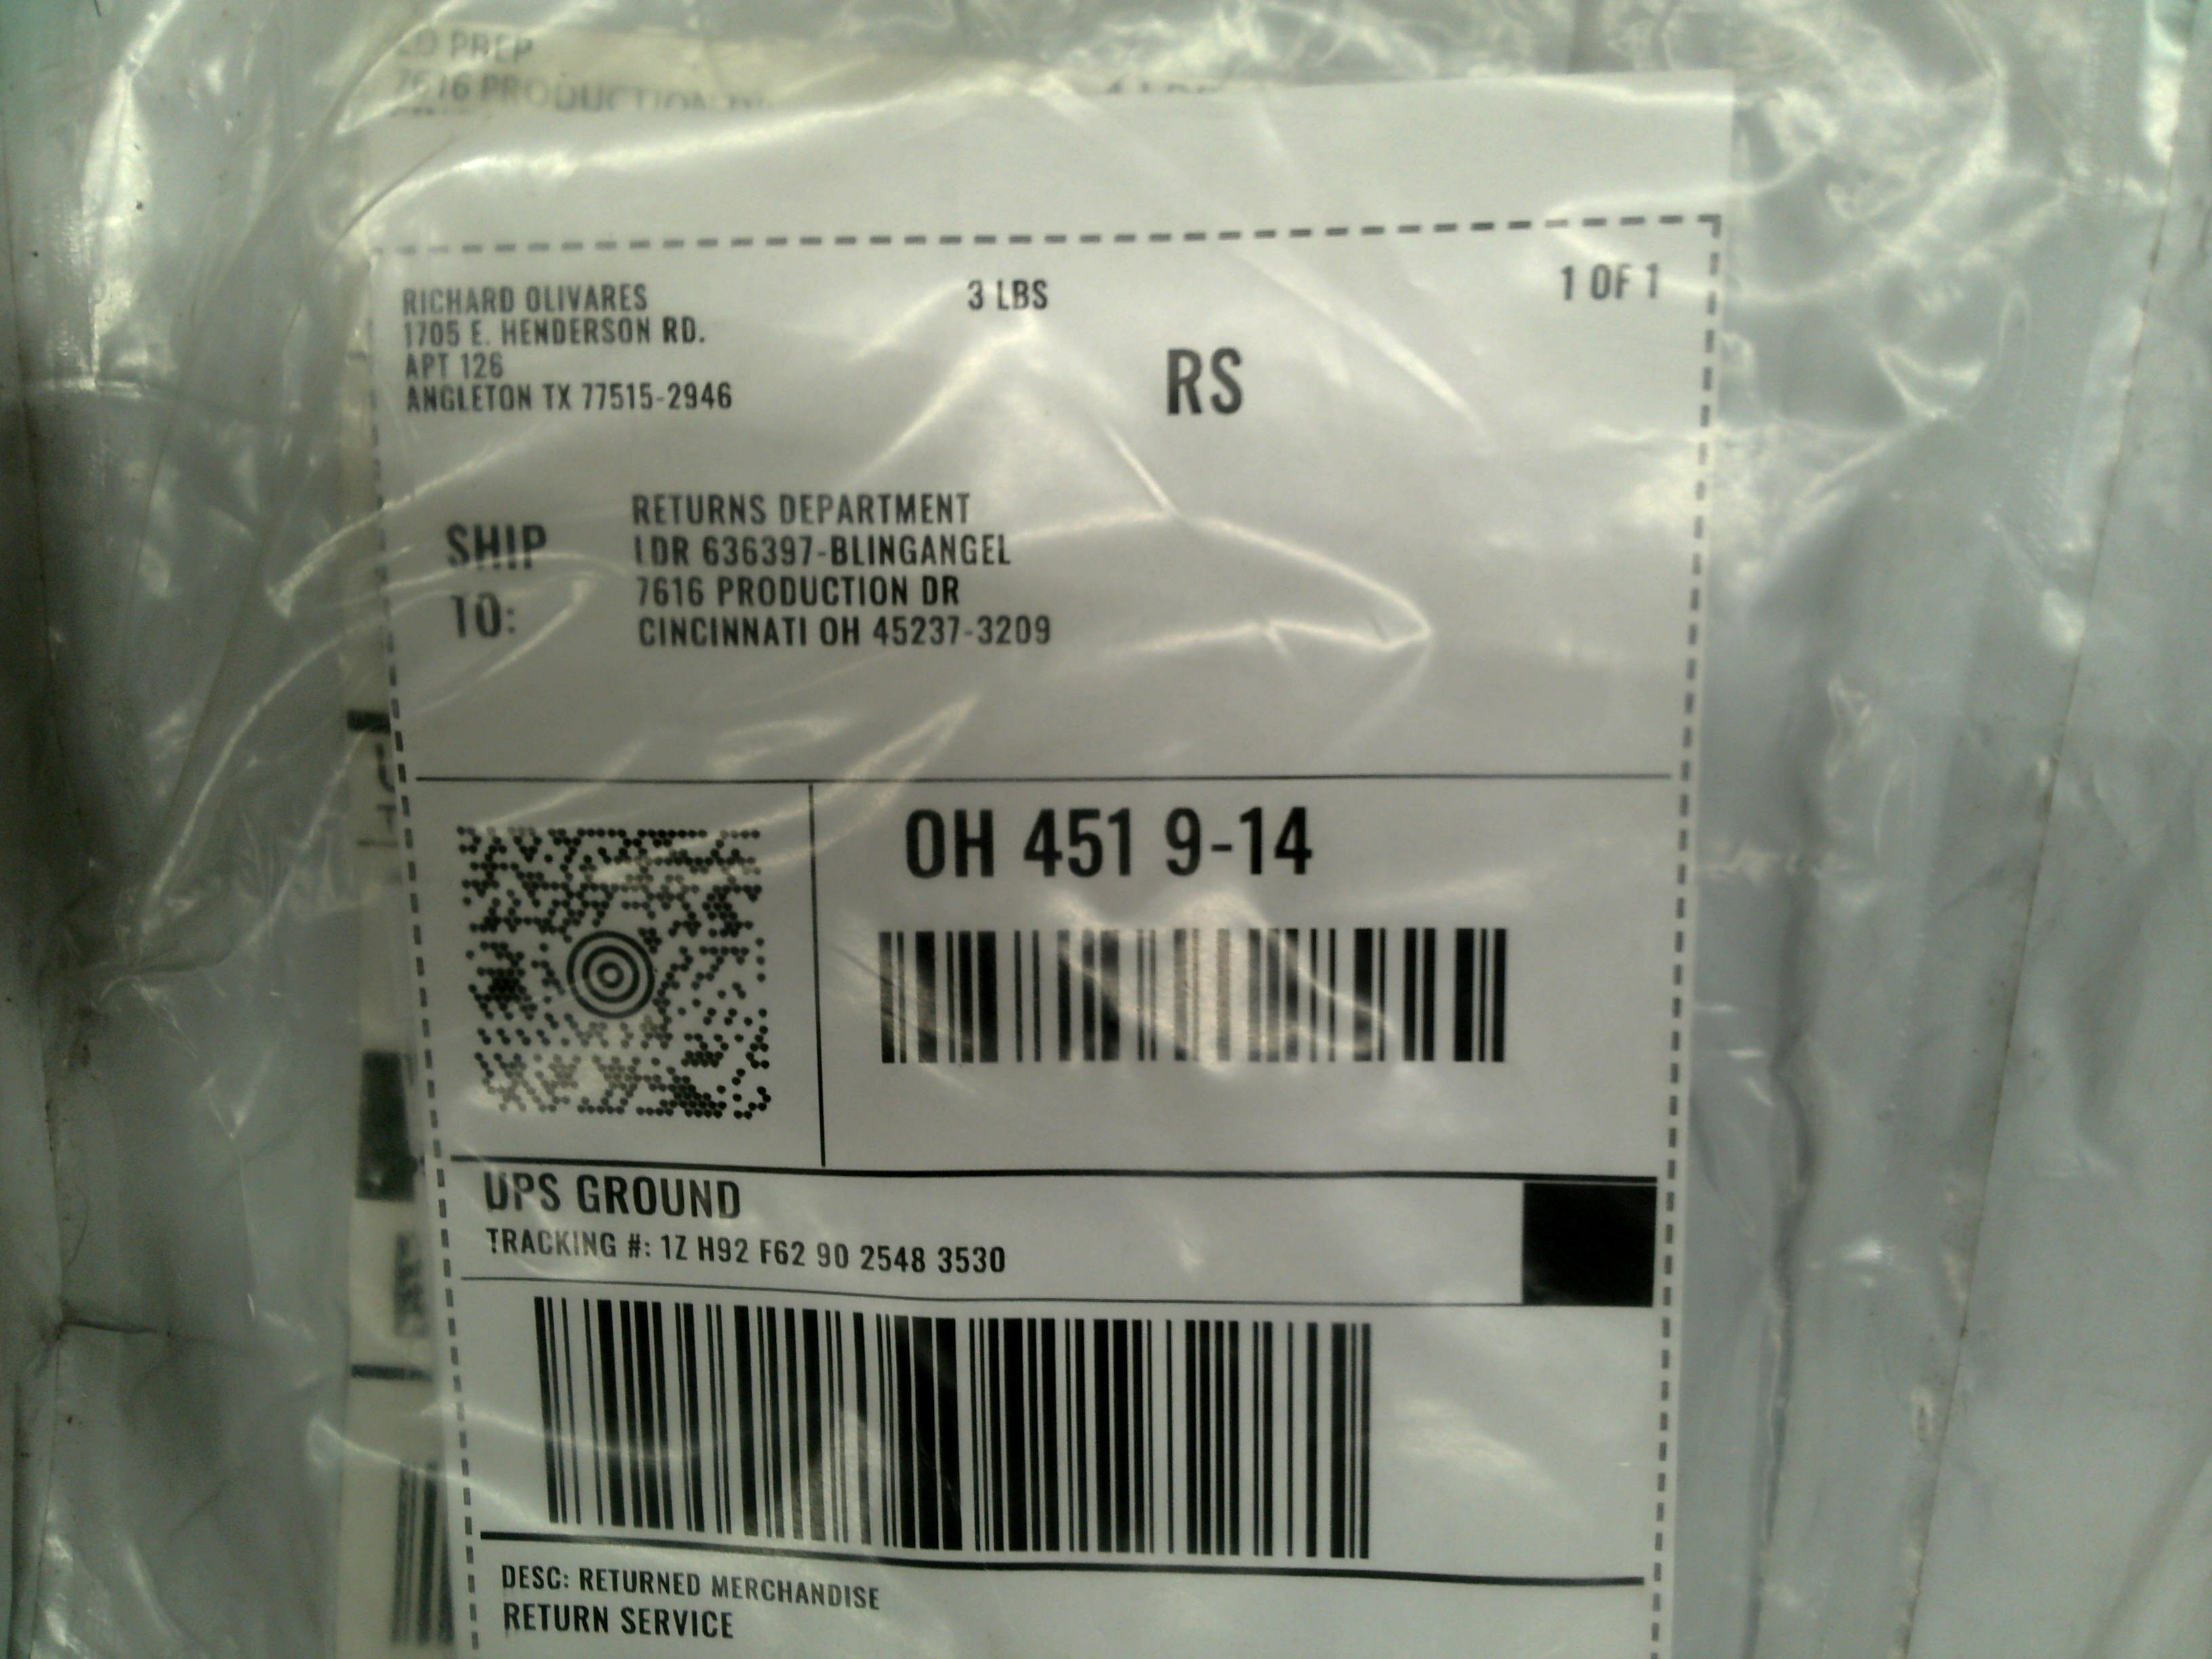 PREP
7616 PRODUCTION
RICHARD OLIVARES
1705 E. HENDERSON RD.
APT 126
ANGLETON TX 77515-2946
3 LBS
1 OF 1
RS
SHIP TO:
RETURNS DEPARTMENT
LDR 636397-BLINGANGEL
7616 PRODUCTION DR
CINCINNATI OH 45237-3209
OH 451 9-14
UPS GROUND
TRACKING #: 1Z H92 F62 90 2548 3530
DESC: RETURNED MERCHANDISE
RETURN SERVICE